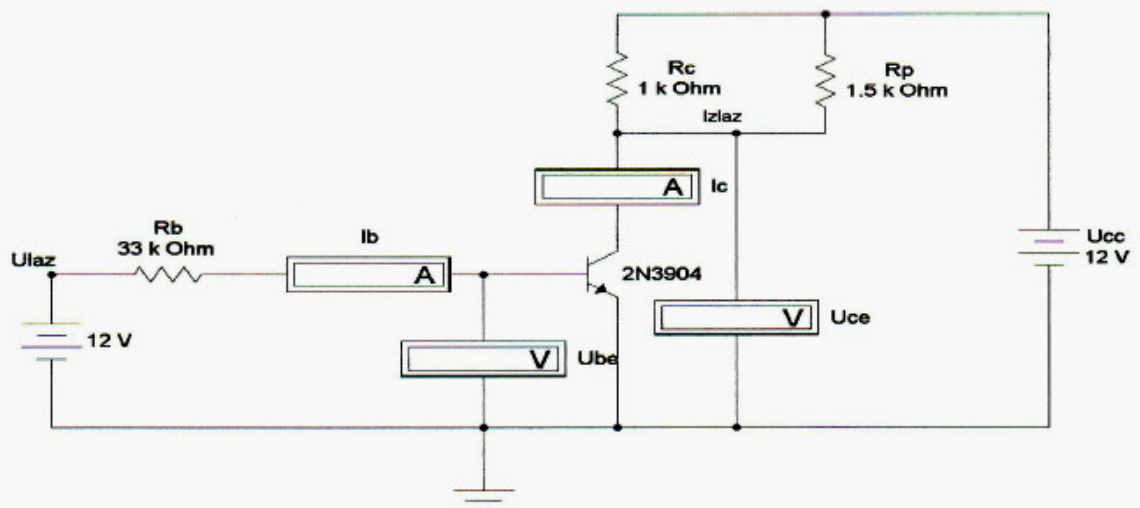 Rc
1 k Ohm
Rp
1.5 k Ohm
Izlaz
A
Ic
Rb
33 k Ohm
Ib
Ulaz
A
2N3904
Ucc
12 V
12 V
V
Ube
V
Uce